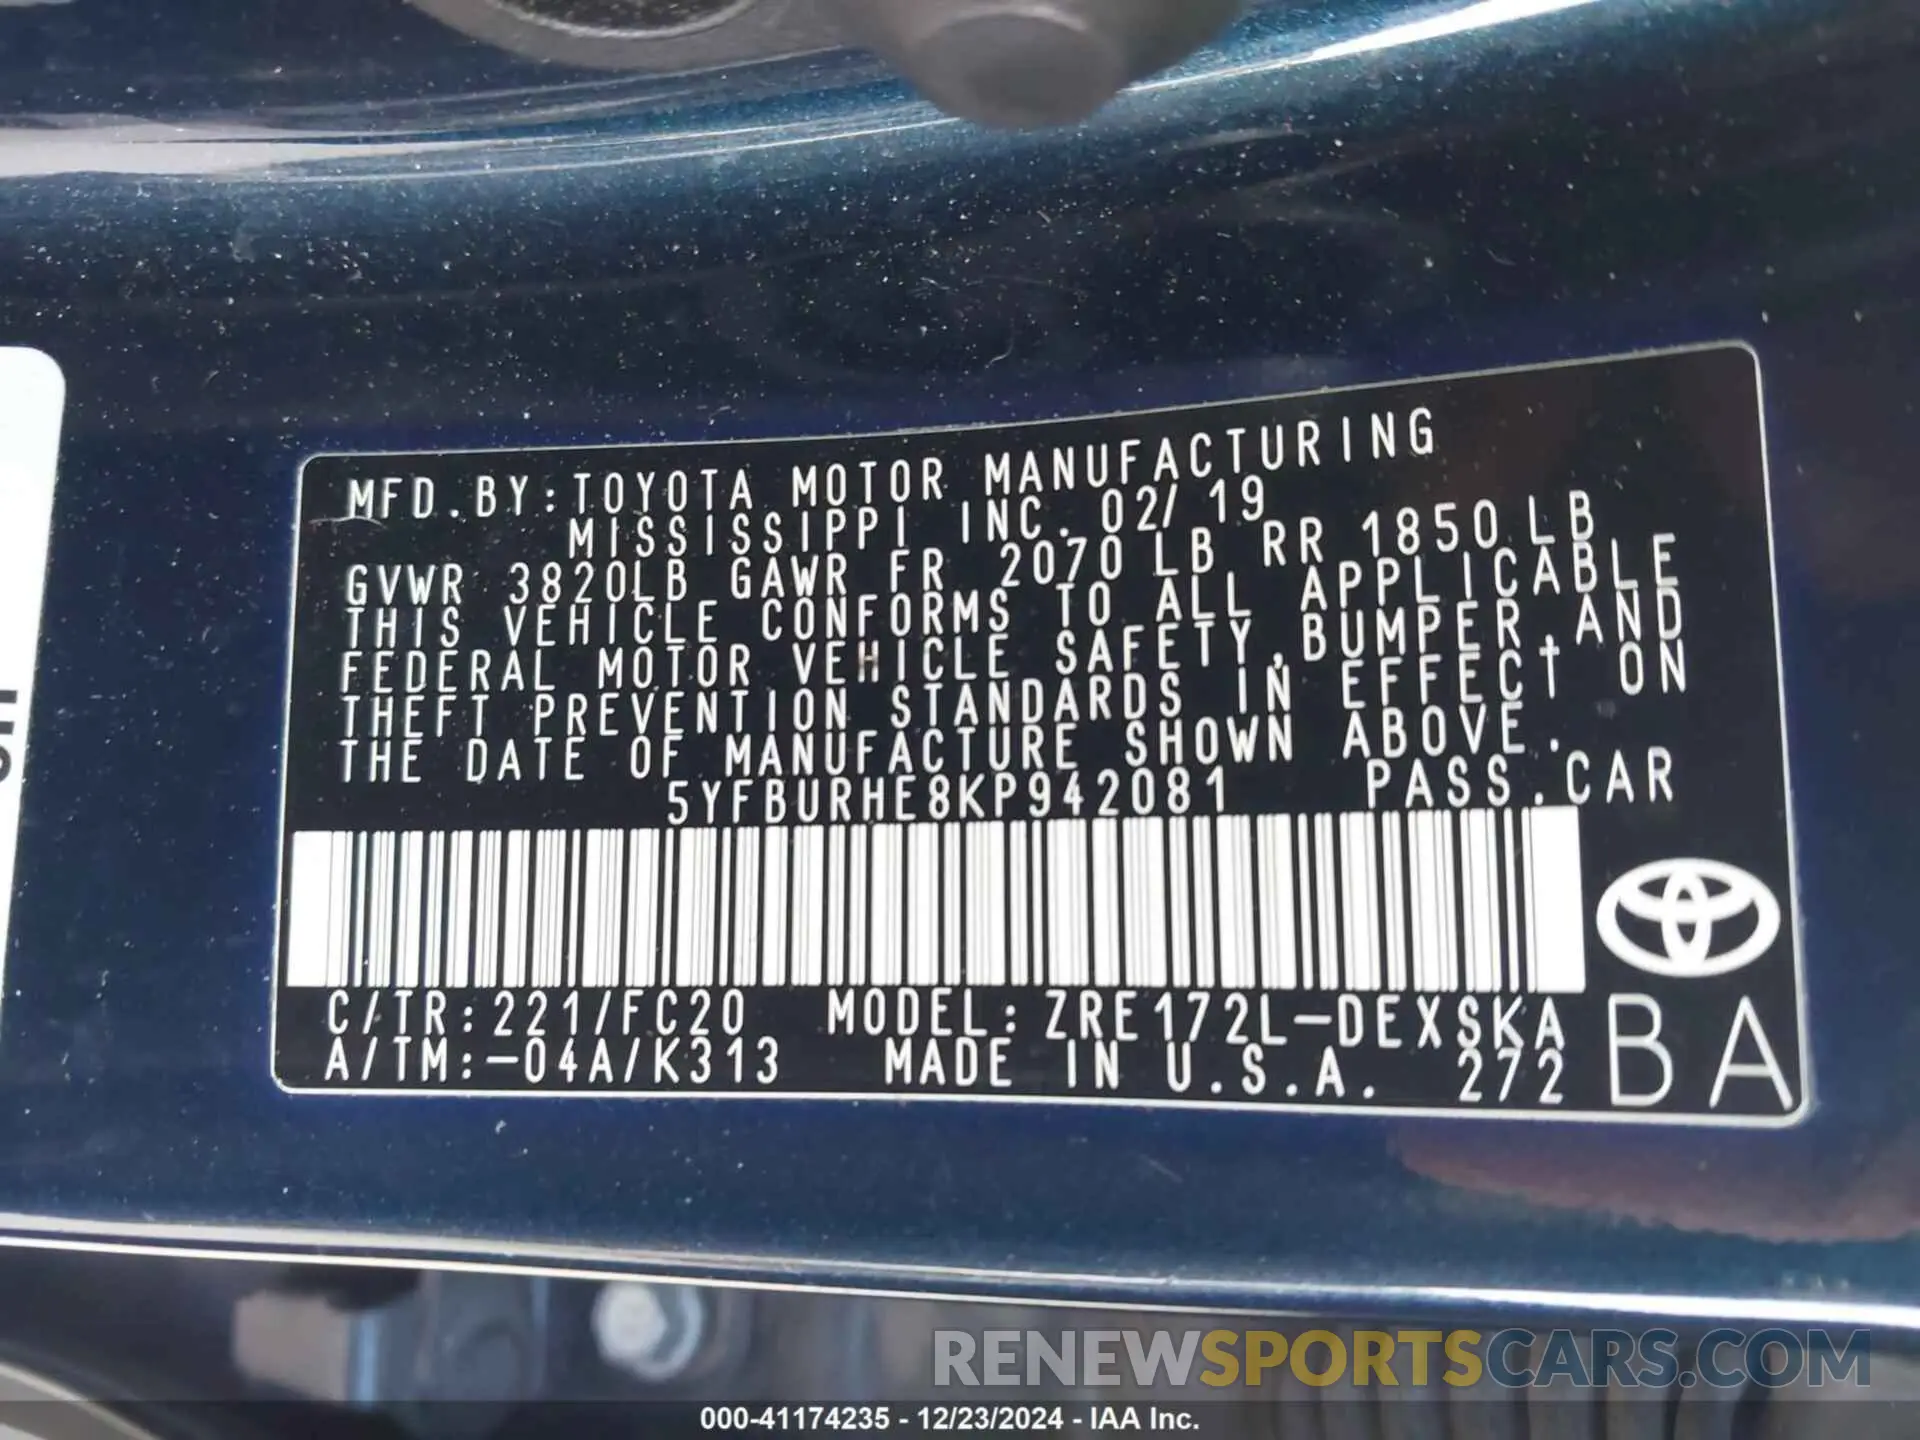 MFD.BY:TOYOTA MOTOR MANUFACTURING
MISSISSIPPI INC. 02/19
GVWR 3820LB GAWR FR 2070 LB RR 1850 LB
THIS VEHICLE CONFORMS TO ALL APPLICABLE
FEDERAL MOTOR VEHICLE SAFETY,BUMPER,AND
THEFT PREVENTION STANDARDS IN EFFECT ON
THE DATE OF MANUFACTURE SHOWN ABOVE.
5YFBURHE8KP942081 PASS.CAR
C/TR:221/FC20 MODEL:ZRE172L-DEXSKA
A/TM:-04A/K313 MADE IN U.S.A. 272
BA
RENEWSPORTSCARS.COM
000-41174235 - 12/23/2024 - IAA Inc.